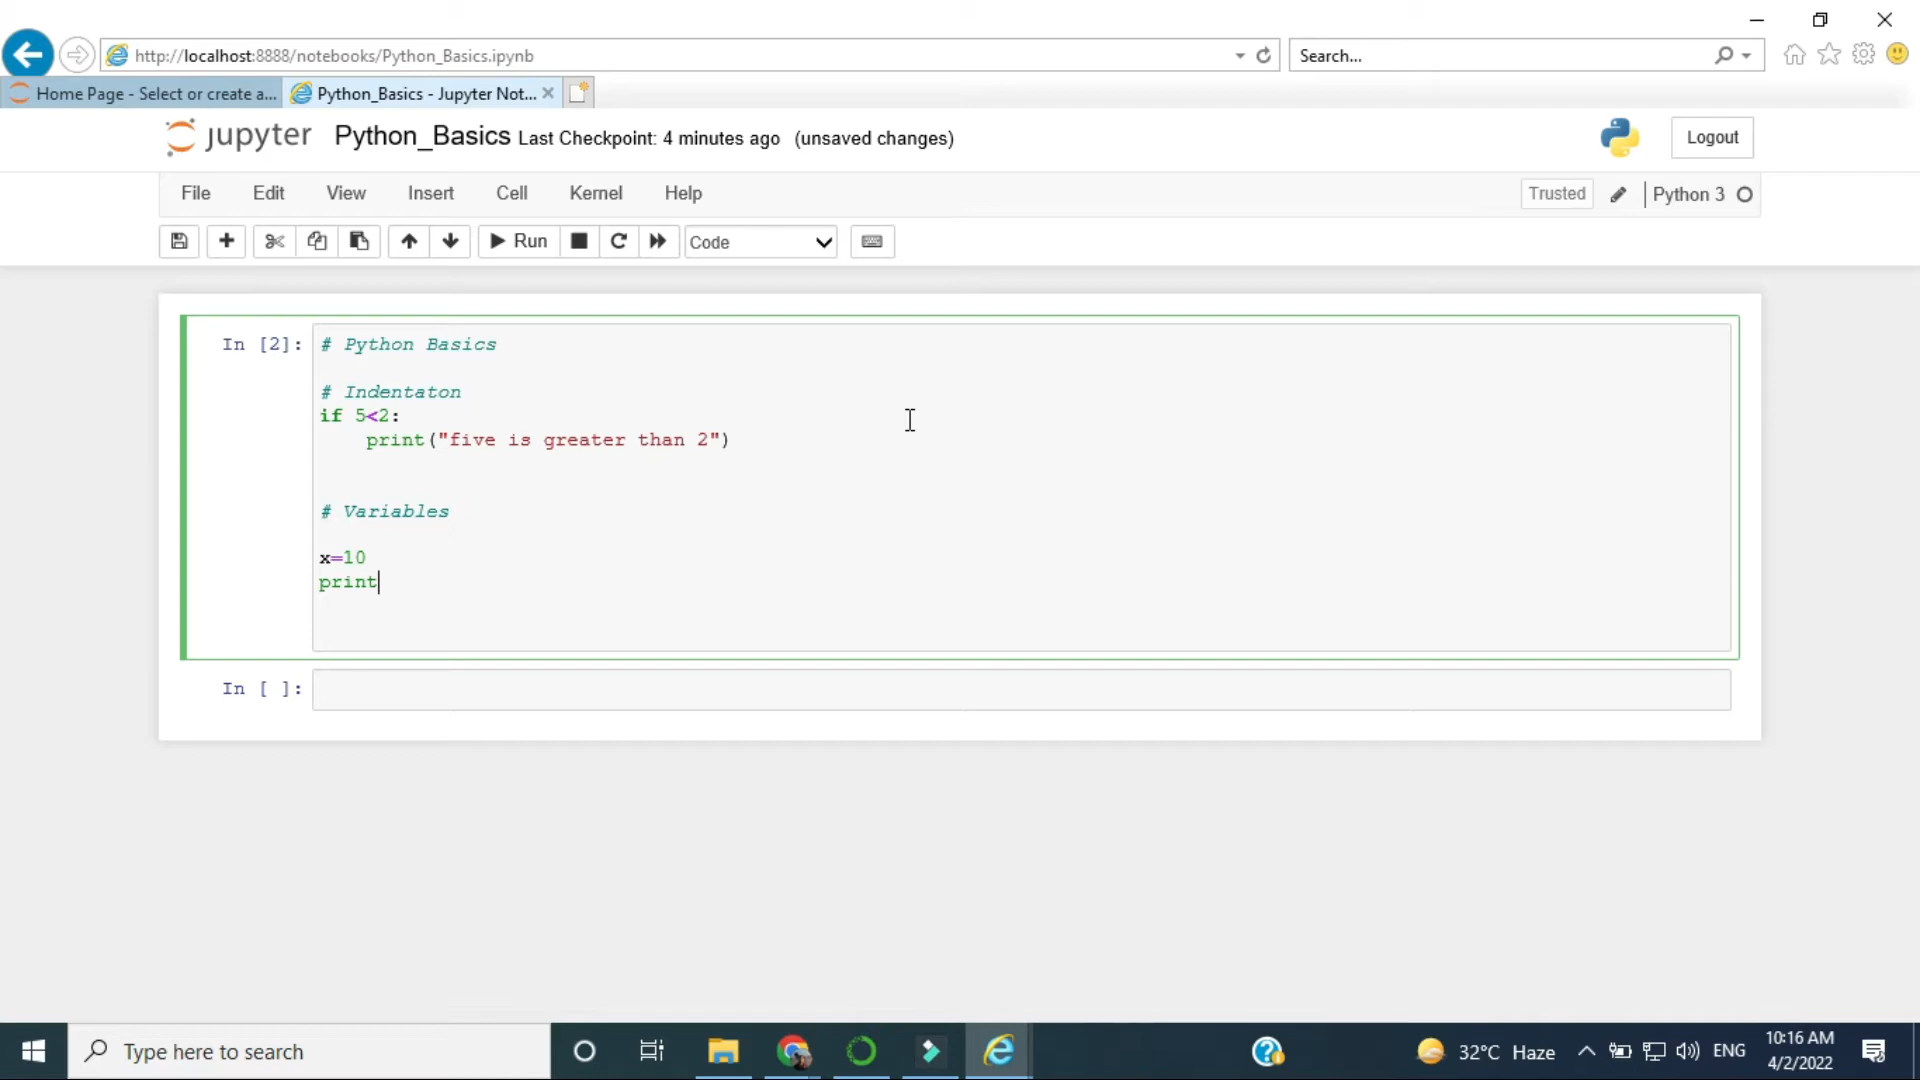 http://localhost:8888/notebooks/Python_Basics.ipynb
Search...
Home Page - Select or create a...
Python_Basics - Jupyter Not...
jupyter Python_Basics Last Checkpoint: 4 minutes ago (unsaved changes)
Logout
File Edit View Insert Cell Kernel Help
Trusted
Python 3
Run
Code
In [2]:
# Python Basics
# Indentaton
if 5<2:
    print("five is greater than 2")
# Variables
x=10
print
In [ ]:
Type here to search
32°C Haze
ENG
10:16 AM
4/2/2022